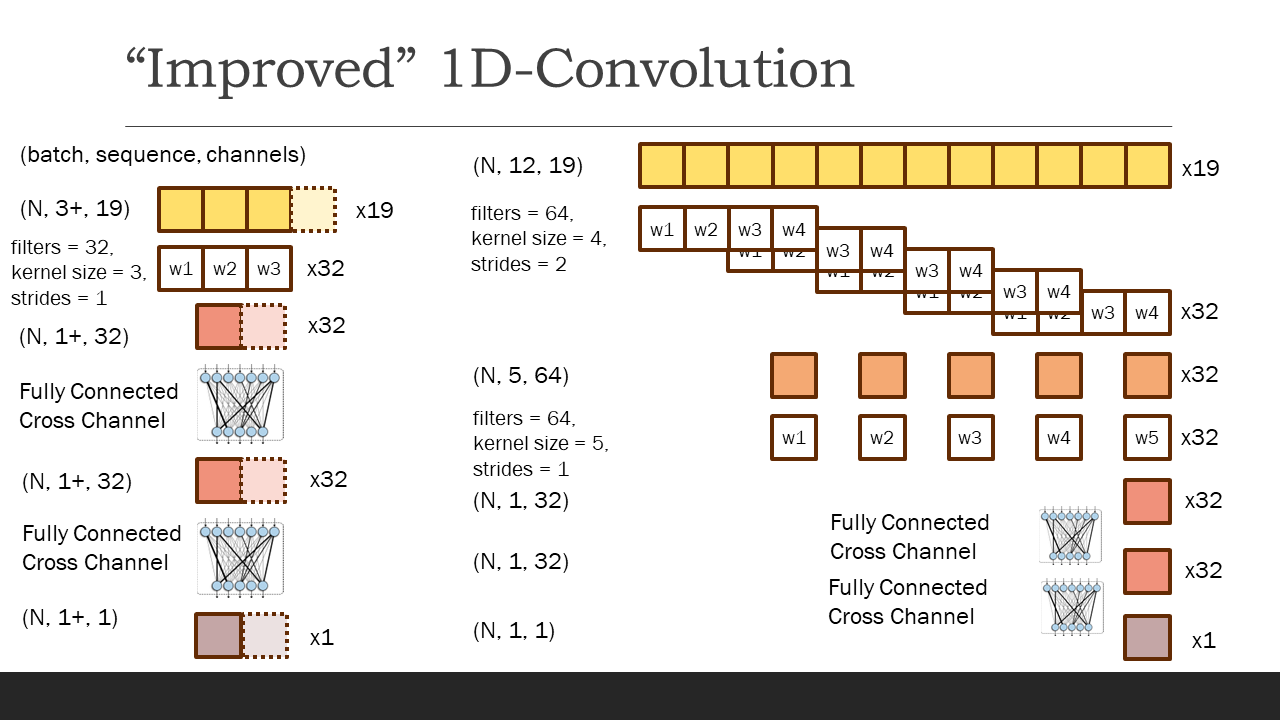 “Improved” 1D-Convolution
(batch, sequence, channels)
(N, 3+, 19)
x19
filters = 32,
kernel size = 3,
strides = 1
w1 w2 w3
x32
(N, 1+, 32)
x32
Fully Connected
Cross Channel
(N, 1+, 32)
x32
Fully Connected
Cross Channel
(N, 1+, 1)
x1
(N, 12, 19)
x19
filters = 64,
kernel size = 4,
strides = 2
w1 w2 w3 w4
w1 w2 w3 w4
w1 w2 w3 w4
w1 w2 w3 w4
w1 w2 w3 w4
x32
(N, 5, 64)
x32
filters = 64,
kernel size = 5,
strides = 1
w1 w2 w3 w4 w5
x32
(N, 1, 32)
x32
Fully Connected
Cross Channel
(N, 1, 32)
x32
Fully Connected
Cross Channel
(N, 1, 1)
x1